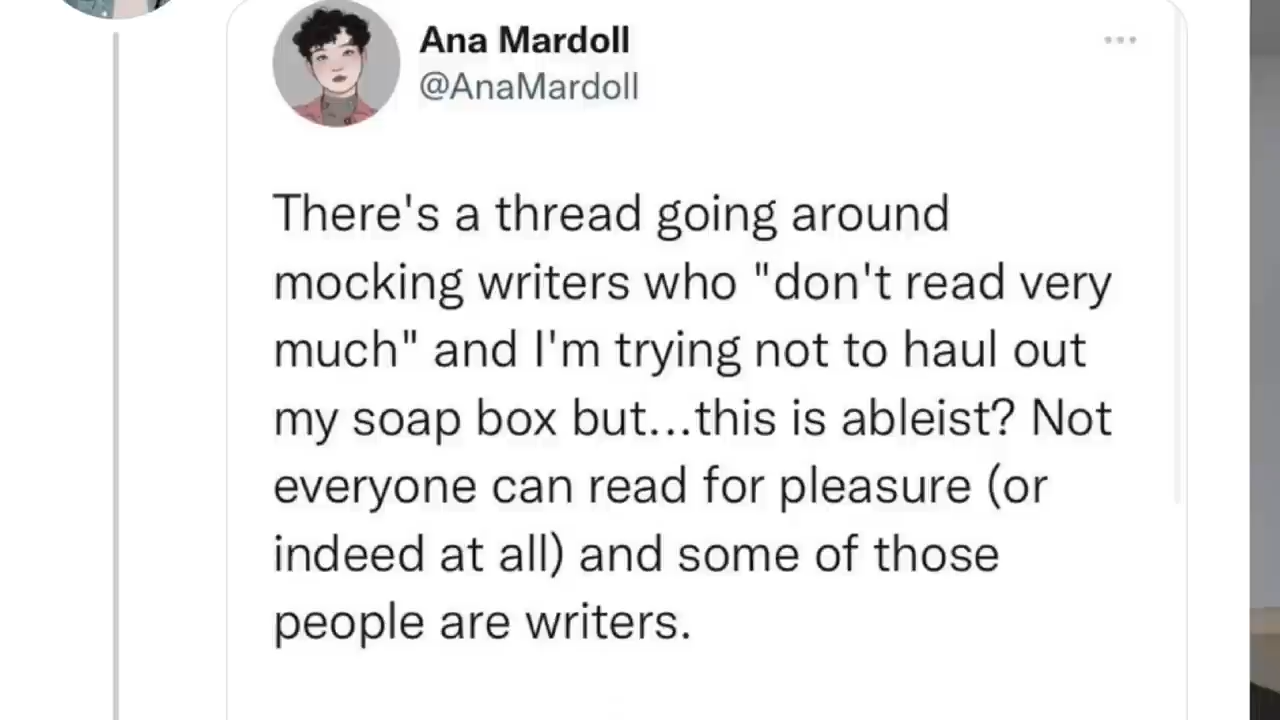 Ana Mardoll
@AnaMardoll
There's a thread going around
mocking writers who "don't read very
much" and I'm trying not to haul out
my soap box but...this is ableist? Not
everyone can read for pleasure (or
indeed at all) and some of those
people are writers.